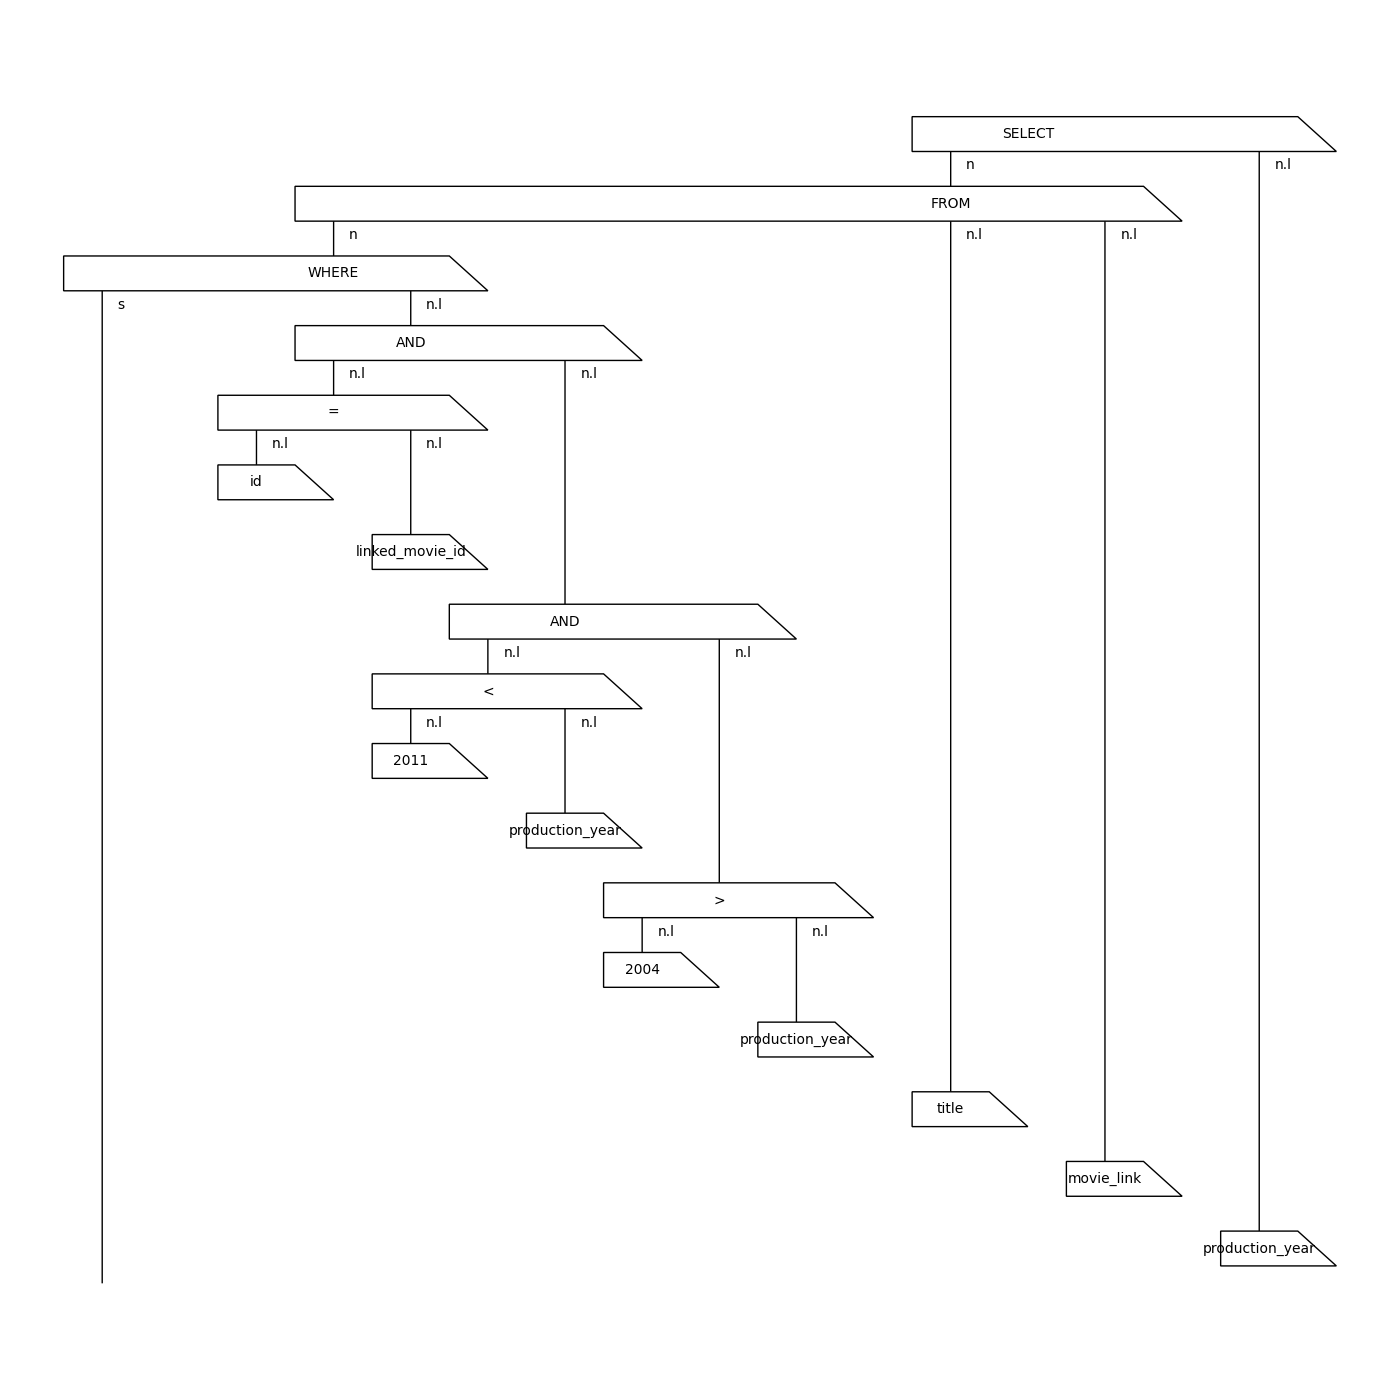 SELECT
n n.l
FROM
n n.l n.l
WHERE
s n.l
AND
n.l n.l
=
n.l n.l
id
linked_movie_id
AND
n.l n.l
<
n.l n.l
2011
production_year
>
n.l n.l
2004
production_year
title
movie_link
production_year